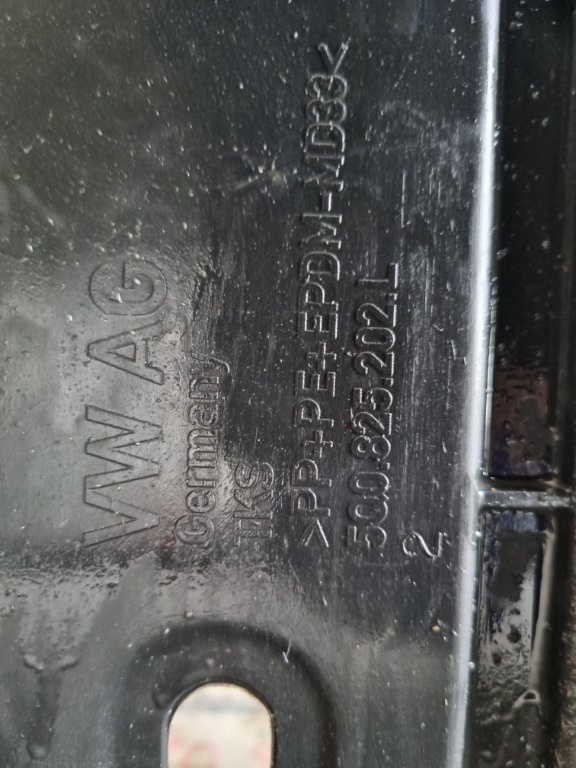 VW AG
Germany
IKS
>PP+PE+EPDM-MD33<
5Q0.825.202.L
2